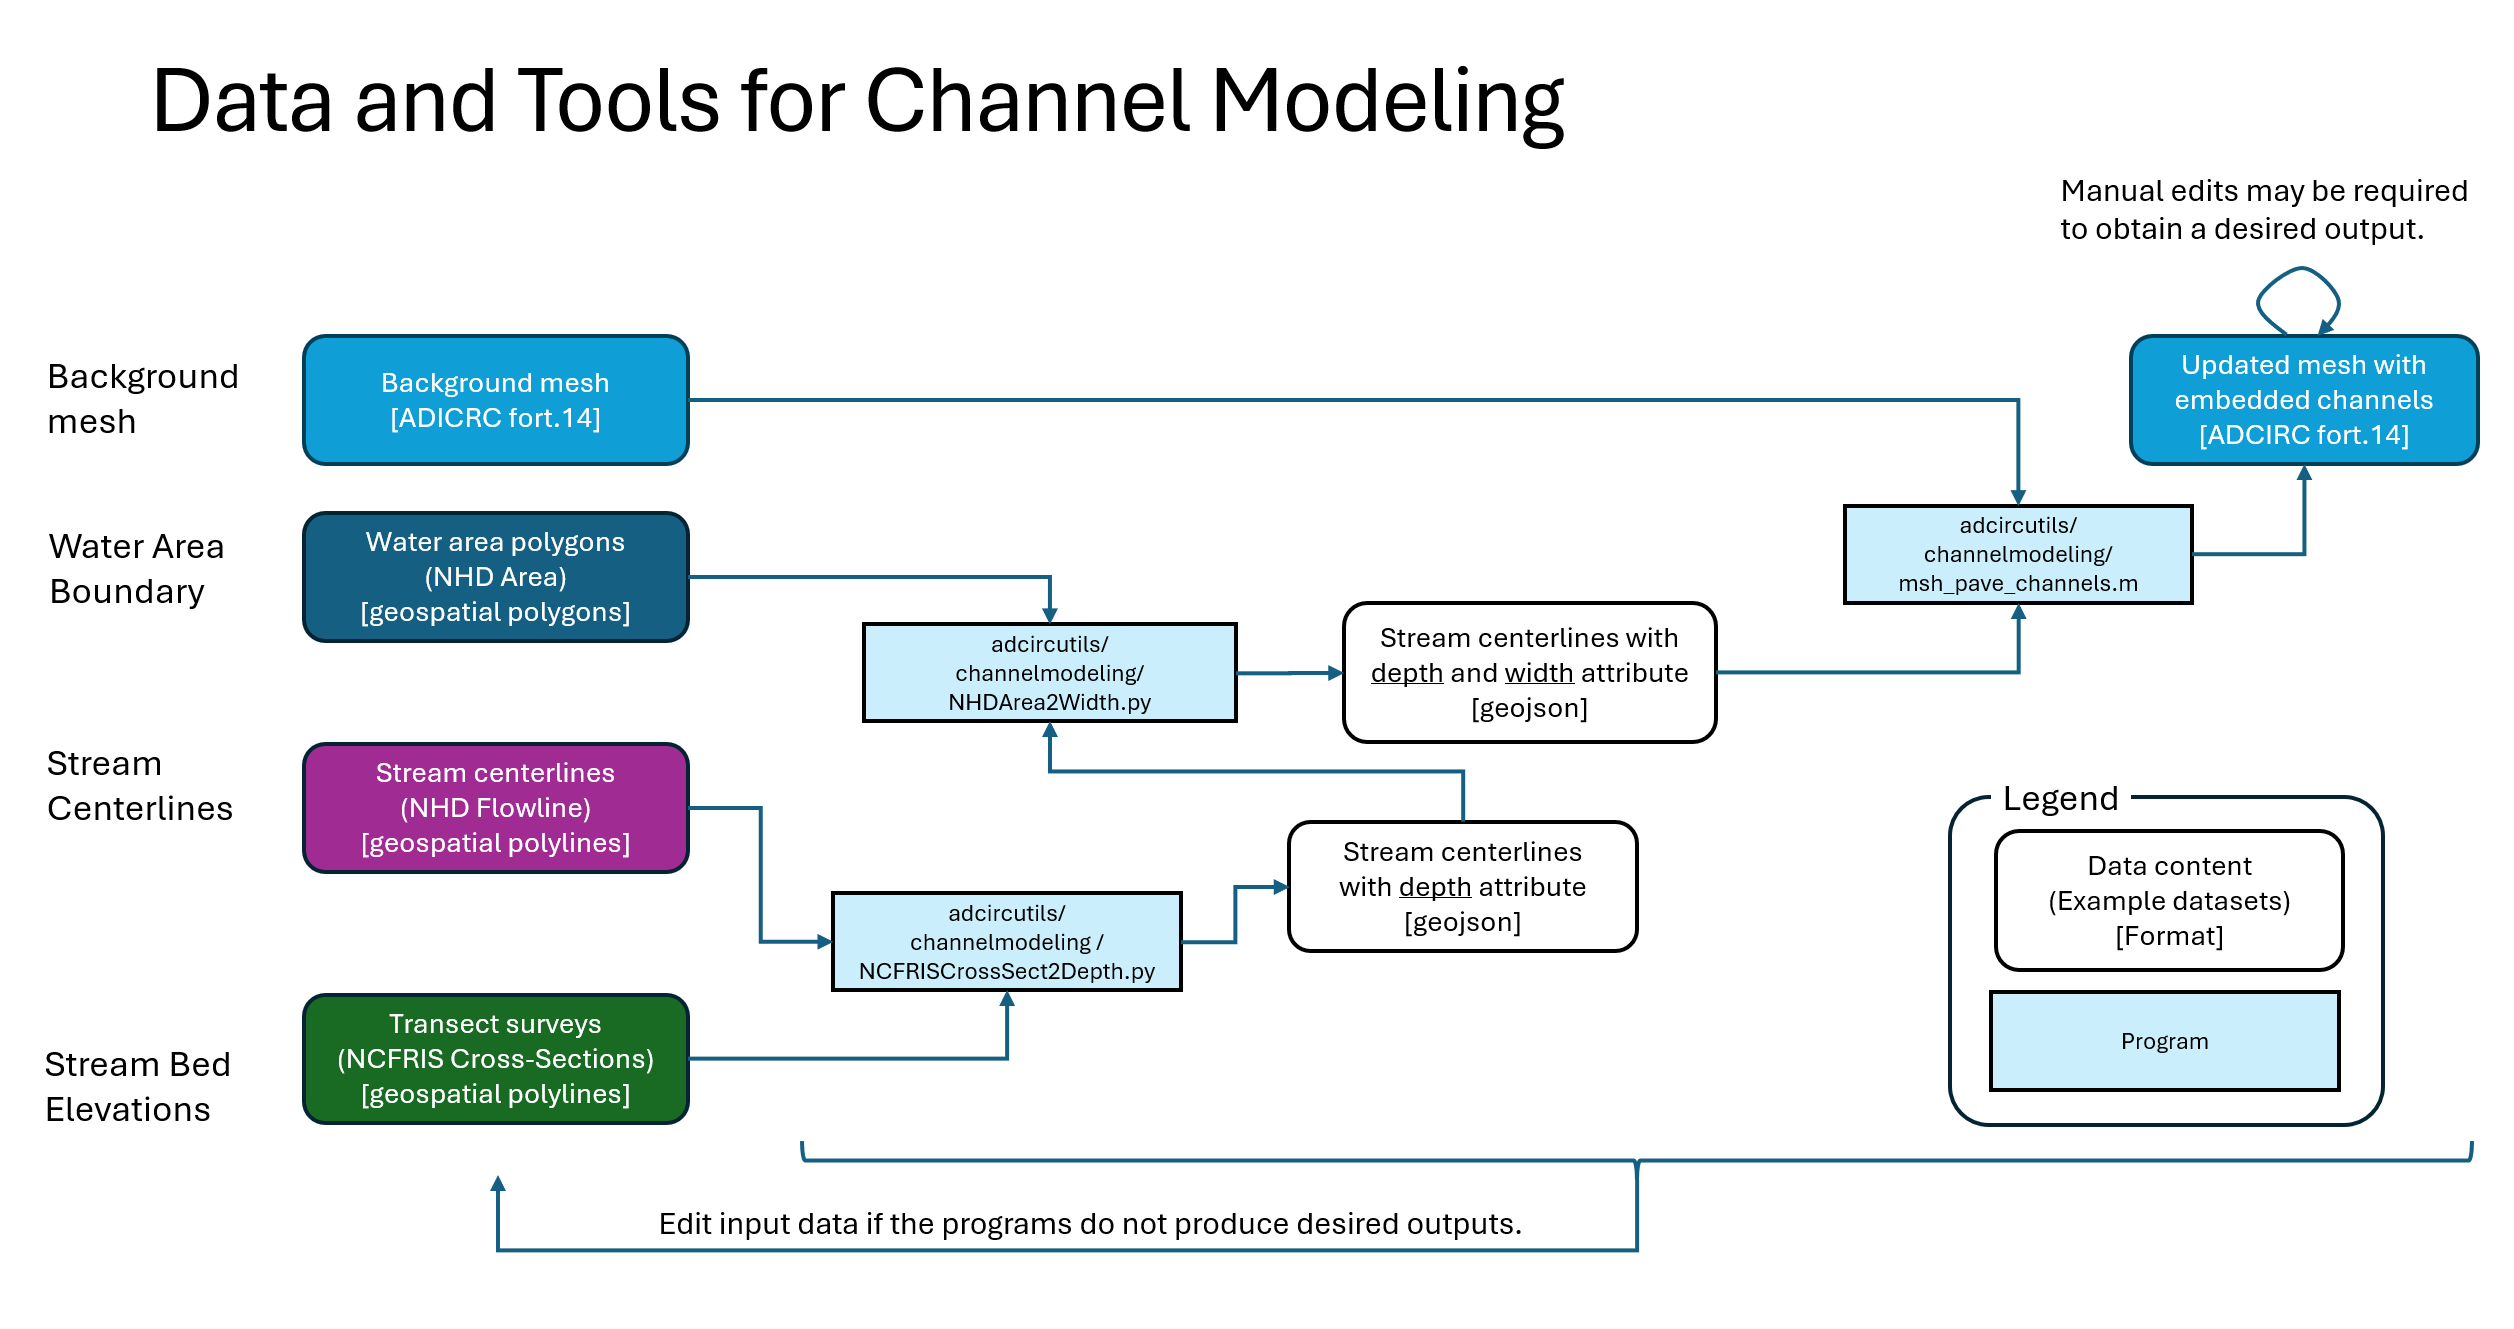 Data and Tools for Channel Modeling
Manual edits may be required
to obtain a desired output.
Background
mesh
Background mesh
[ADICRC fort.14]
Updated mesh with
embedded channels
[ADCIRC fort.14]
Water Area
Boundary
Water area polygons
(NHD Area)
[geospatial polygons]
adcircutils/
channelmodeling/
msh_pave_channels.m
adcircutils/
channelmodeling/
NHDArea2Width.py
Stream centerlines with
depth and width attribute
[geojson]
Stream
Centerlines
Stream centerlines
(NHD Flowline)
[geospatial polylines]
Stream centerlines
with depth attribute
[geojson]
adcircutils/
channelmodeling /
NCFRISCrossSect2Depth.py
Legend
Data content
(Example datasets)
[Format]
Program
Stream Bed
Elevations
Transect surveys
(NCFRIS Cross-Sections)
[geospatial polylines]
Edit input data if the programs do not produce desired outputs.